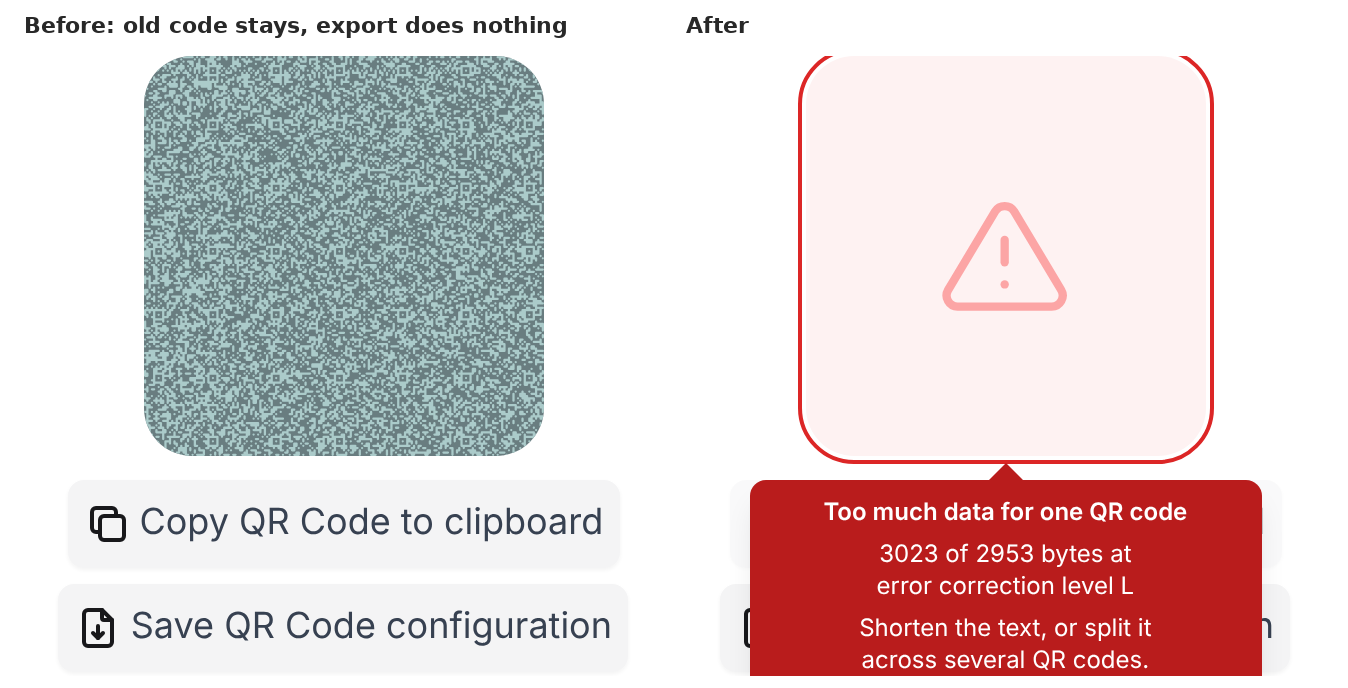 Before: old code stays, export does nothing
After
Copy QR Code to clipboard
Save QR Code configuration
Too much data for one QR code
3023 of 2953 bytes at
error correction level L
Shorten the text, or split it
across several QR codes.